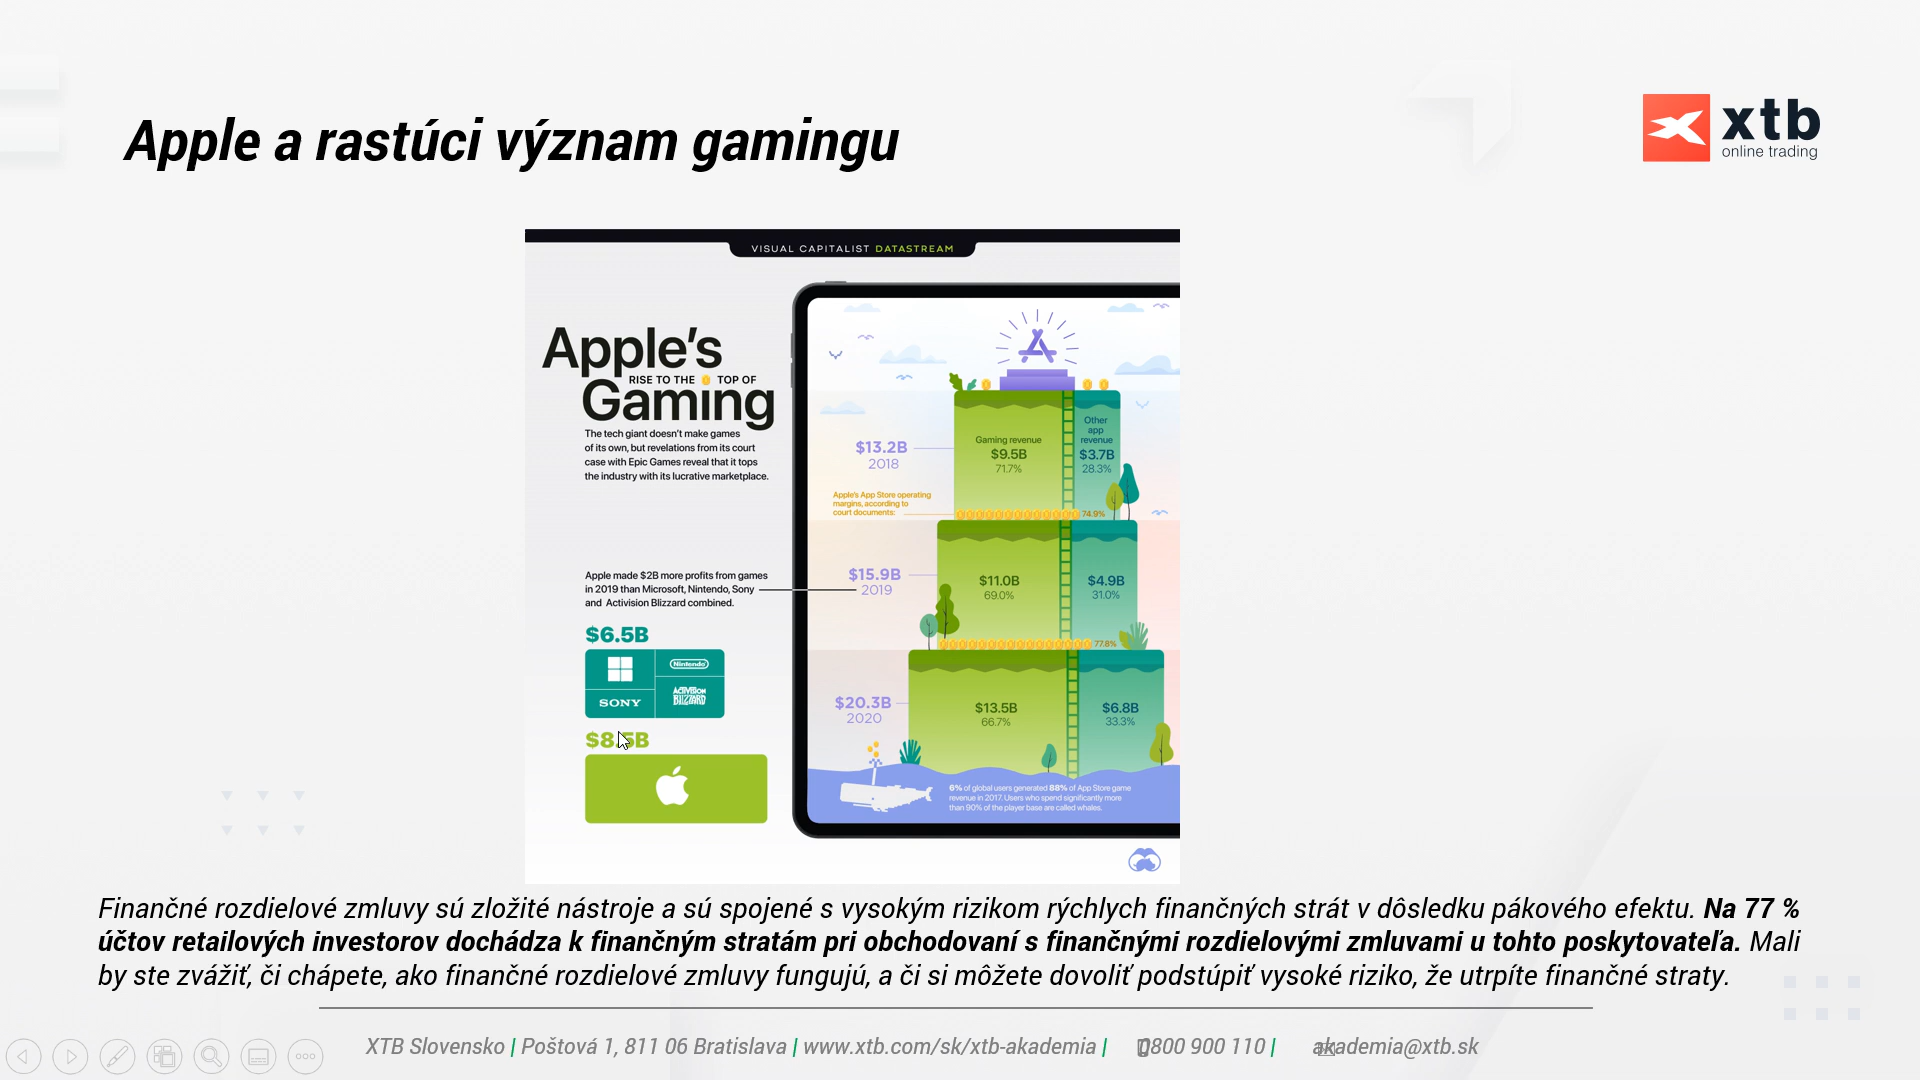 Apple a rastúci význam gamingu
xtb
online trading
VISUAL CAPITALIST DATASTREAM
Apple's
RISE TO THE TOP OF
Gaming
The tech giant doesn't make games
of its own, but revelations from its court
case with Epic Games reveal that it tops
the industry with its lucrative marketplace.
Apple made $2B more profits from games
in 2019 than Microsoft, Nintendo, Sony
and Activision Blizzard combined.
$6.5B
Nintendo
SONY
ACTIVISION
BLIZZARD
$8.5B
$13.2B
2018
Gaming revenue
$9.5B
71.7%
Other
app
revenue
$3.7B
28.3%
Apple's App Store operating
margins, according to
court documents:
74.9%
$15.9B
2019
$11.0B
69.0%
$4.9B
31.0%
77.8%
$20.3B
2020
$13.5B
66.7%
$6.8B
33.3%
6% of global users generated 88% of App Store game
revenue in 2017. Users who spend significantly more
than 90% of the player base are called whales.
Finančné rozdielové zmluvy sú zložité nástroje a sú spojené s vysokým rizikom rýchlych finančných strát v dôsledku pákového efektu. Na 77 %
účtov retailových investorov dochádza k finančným stratám pri obchodovaní s finančnými rozdielovými zmluvami u tohto poskytovateľa. Mali
by ste zvážiť, či chápete, ako finančné rozdielové zmluvy fungujú, a či si môžete dovoliť podstúpiť vysoké riziko, že utrpíte finančné straty.
XTB Slovensko | Poštová 1, 811 06 Bratislava | www.xtb.com/sk/xtb-akademia | 0800 900 110 | akademia@xtb.sk